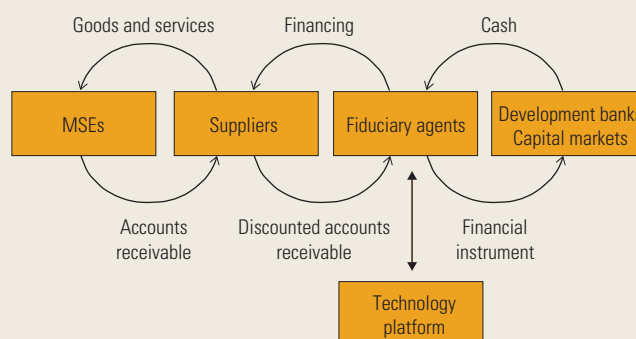 Goods and services
Financing
Cash
MSEs
Suppliers
Fiduciary agents
Development banks
Capital markets
Accounts
receivable
Discounted accounts
receivable
Financial
instrument
Technology
platform